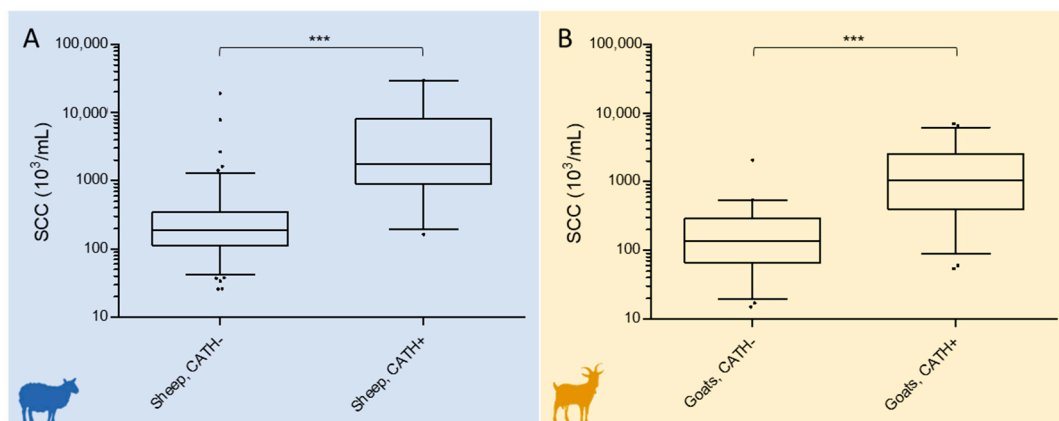 A
***
100,000
10,000
1000
100
10
SCC (10³/mL)
Sheep, CATH-
Sheep, CATH+
B
***
100,000
10,000
1000
100
10
SCC (10³/mL)
Goats, CATH-
Goats, CATH+